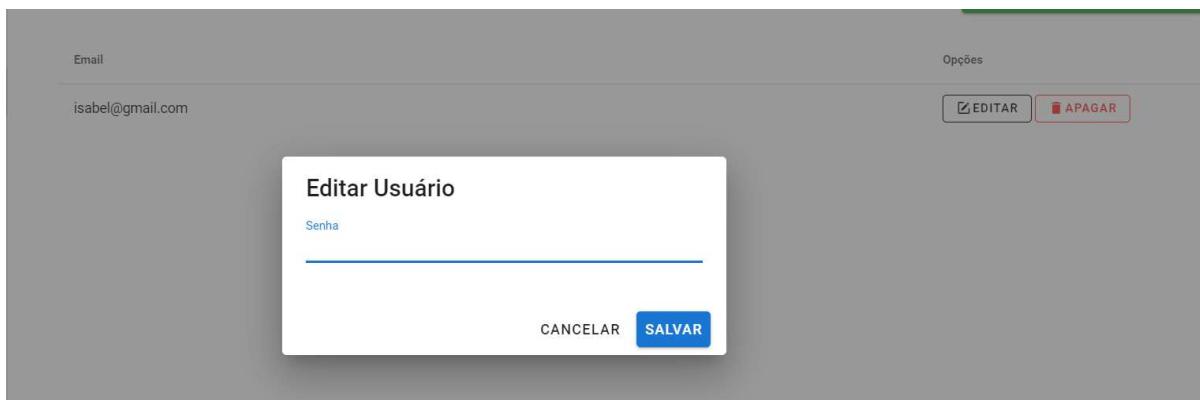 Email Opções
isabel@gmail.com EDITAR APAGAR
Editar Usuário
Senha
CANCELAR SALVAR